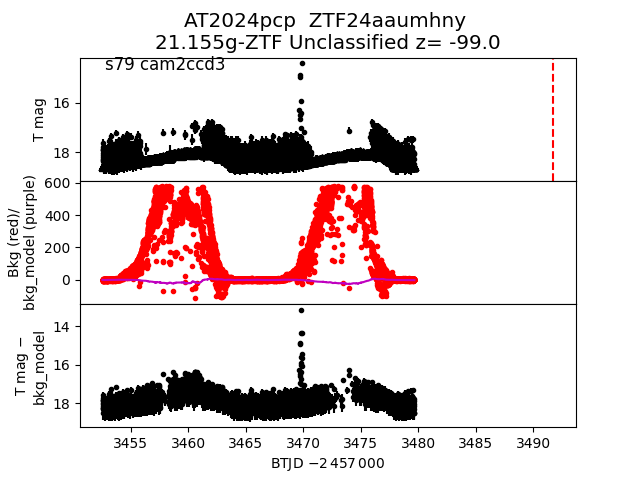 AT2024pcp  ZTF24aaumhny
21.155g-ZTF Unclassified z= -99.0
s79 cam2ccd3
T mag
16
18
Bkg (red)/
bkg_model (purple)
600
400
200
0
T mag −
bkg_model
14
16
18
3455 3460 3465 3470 3475 3480 3485 3490
BTJD −2 457 000